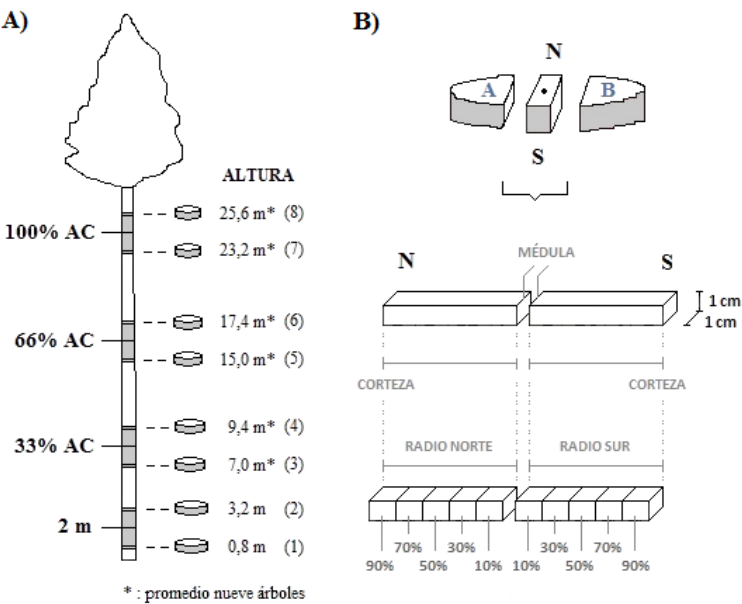 A)
ALTURA
25,6 m* (8)
100% AC
23,2 m* (7)
17,4 m* (6)
66% AC
15,0 m* (5)
9,4 m* (4)
33% AC
7,0 m* (3)
3,2 m (2)
2 m
0,8 m (1)
* : promedio nueve árboles
B)
N
A
B
S
N
MÉDULA
S
1 cm
1 cm
CORTEZA
CORTEZA
RADIO NORTE
RADIO SUR
70% 30% 30% 70%
90% 50% 10% 10% 50% 90%